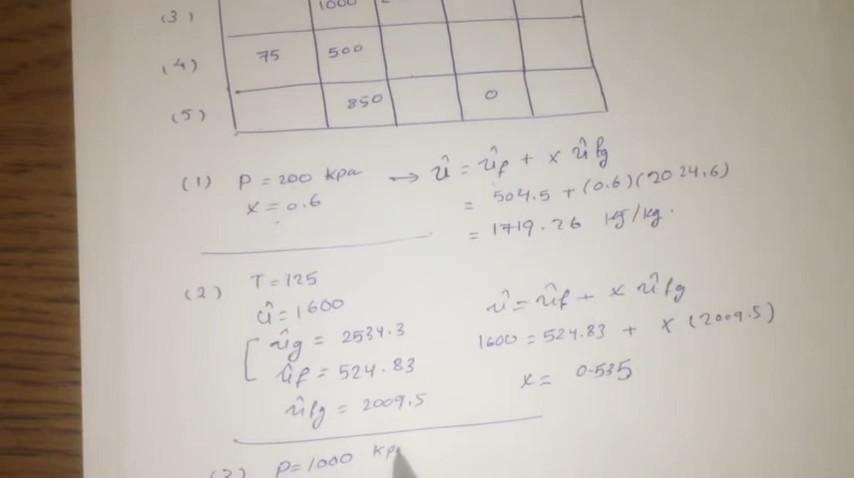 (3) 1000
(4) 75 500
(5) 850 0
(1) P = 200 kpa → û = ûf + x ûfg
x = 0.6 = 504.5 + (0.6)(2024.6)
= 1719.26 kJ/kg.
(2) T = 125
û = 1600 û = ûf + x ûfg
ûg = 2534.3 1600 = 524.83 + x (2009.5)
ûf = 524.83 x = 0.535
ûfg = 2009.5
(3) P = 1000 kpa